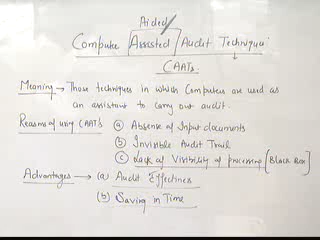 Aided
Computer Assisted Audit Techniques
CAATs.
Meaning → Those techniques in which Computers are used as
an assistant to carry out audit.
Reasons of using CAATs (a) Absense of Input documents
(b) Invisible Audit Trail
(c) Lack of Visibility of processing [Black Box]
Advantages → (a) Audit Effectines
(b) Saving in Time